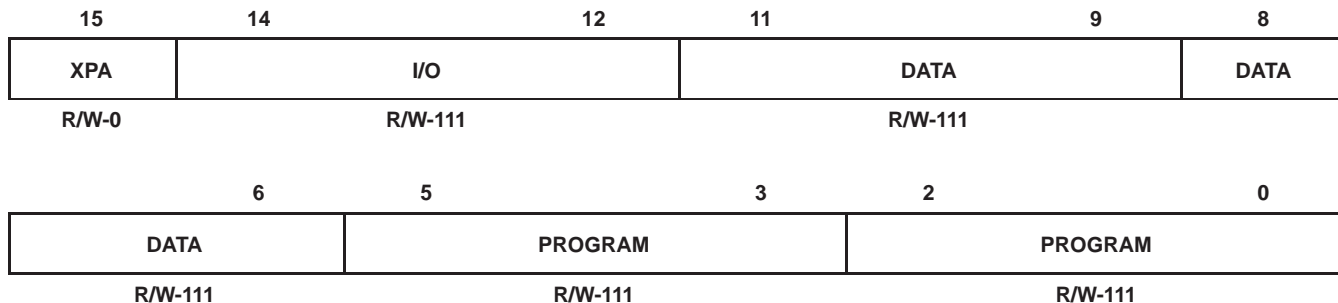 15 14 12 11 9 8
XPA I/O DATA DATA
R/W-0 R/W-111 R/W-111
6 5 3 2 0
DATA PROGRAM PROGRAM
R/W-111 R/W-111 R/W-111